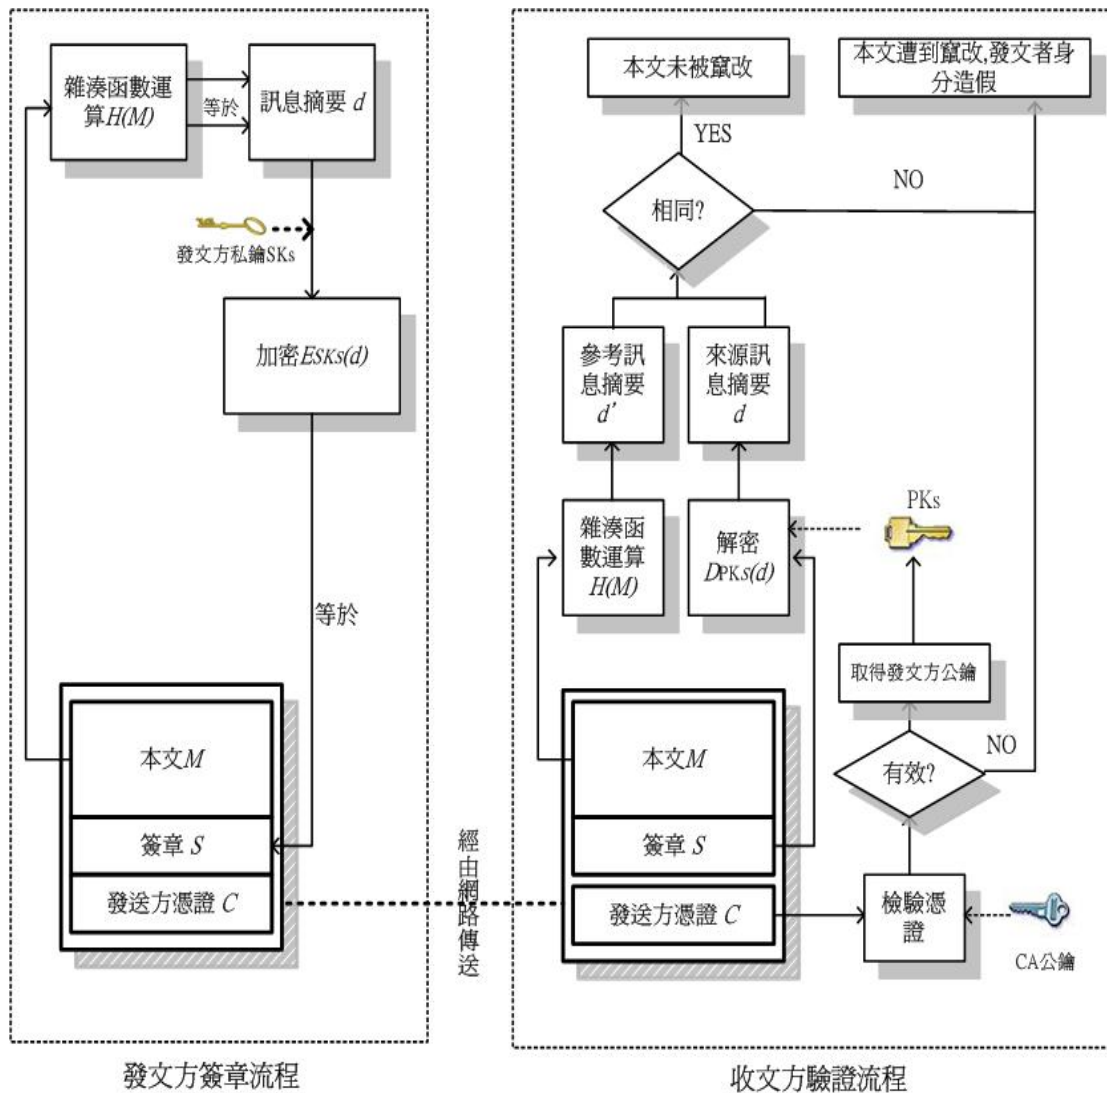 雜湊函數運
算H(M)
等於
訊息摘要 d
發文方私鑰SKs
加密ESKs(d)
等於
本文M
簽章 S
發送方憑證 C
發文方簽章流程
經由網路傳送
本文未被竄改
本文遭到竄改,發文者身
分造假
YES
NO
相同?
參考訊
息摘要
d'
來源訊
息摘要
d
雜湊函
數運算
H(M)
解密
DPKs(d)
PKs
取得發文方公鑰
NO
有效?
本文M
簽章 S
發送方憑證 C
檢驗憑
證
CA公鑰
收文方驗證流程